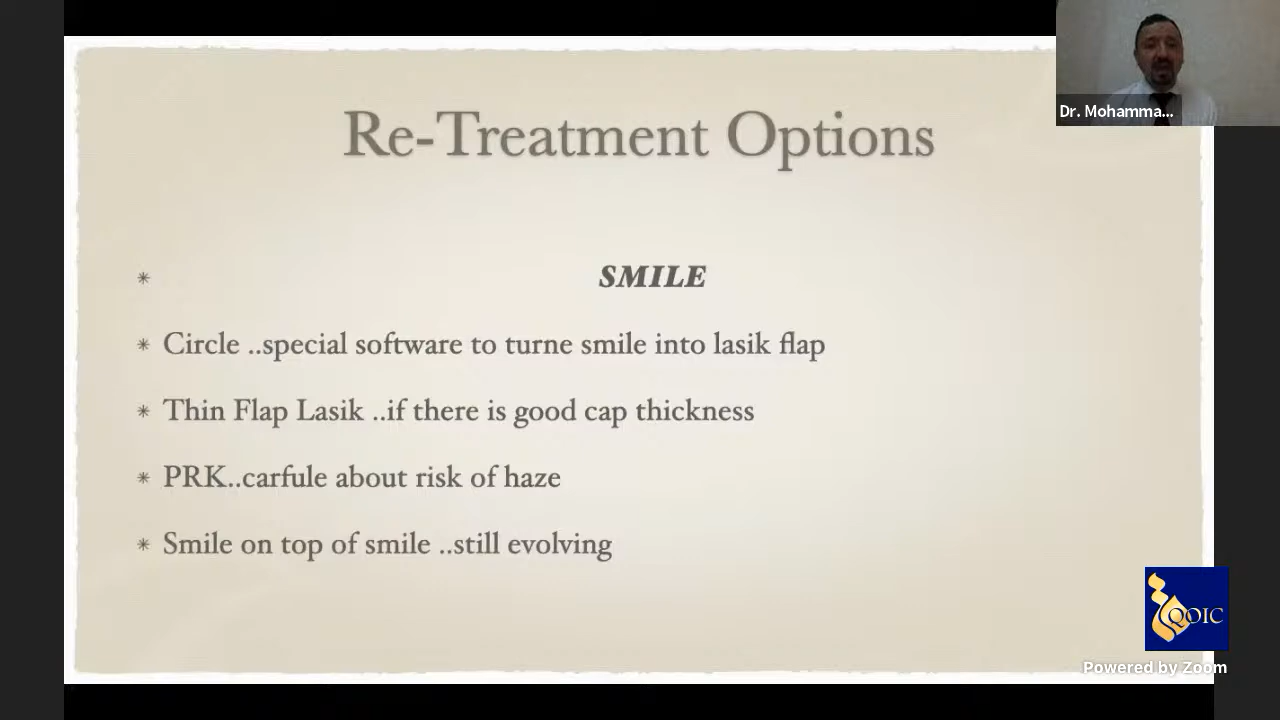 Dr. Mohamma...
Re-Treatment Options
SMILE
Circle ..special software to turne smile into lasik flap
Thin Flap Lasik ..if there is good cap thickness
PRK..carfule about risk of haze
Smile on top of smile ..still evolving
QOIC
Powered by Zoom